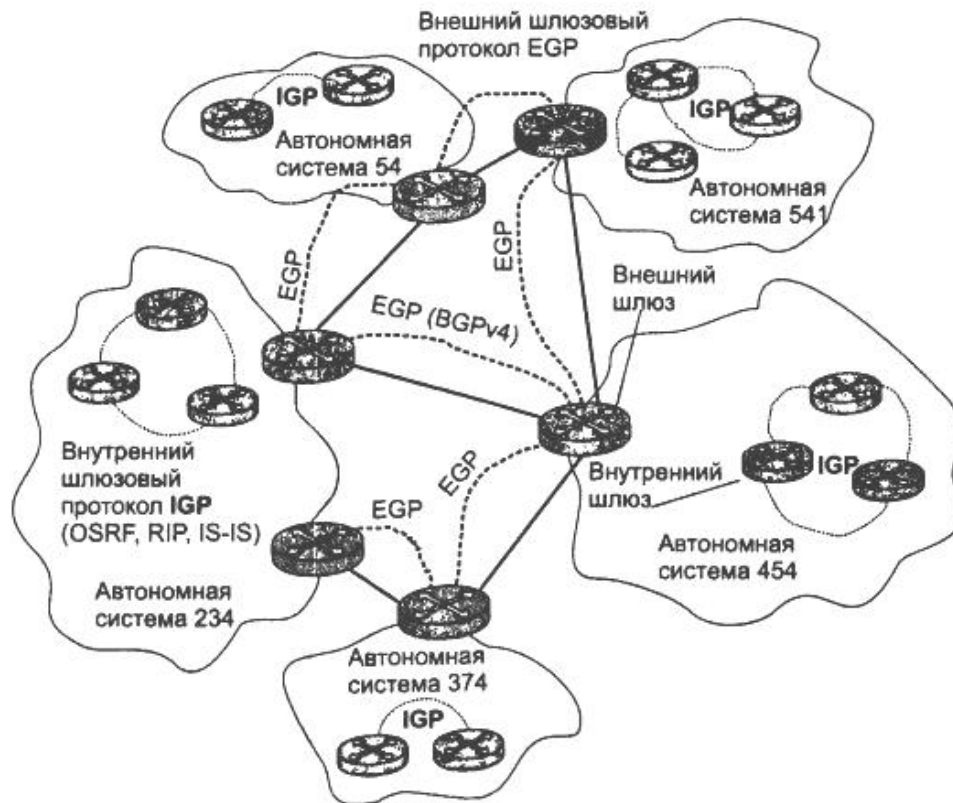 Внешний шлюзовый
протокол EGP
IGP
Автономная
система 54
IGP
Автономная
система 541
EGP
EGP
EGP (BGPv4)
Внешний
шлюз
Внутренний
шлюзовый
протокол IGP
(OSRF, RIP, IS-IS)
Автономная
система 234
EGP
EGP
Внутренний
шлюз
IGP
Автономная
система 454
Автономная
система 374
IGP